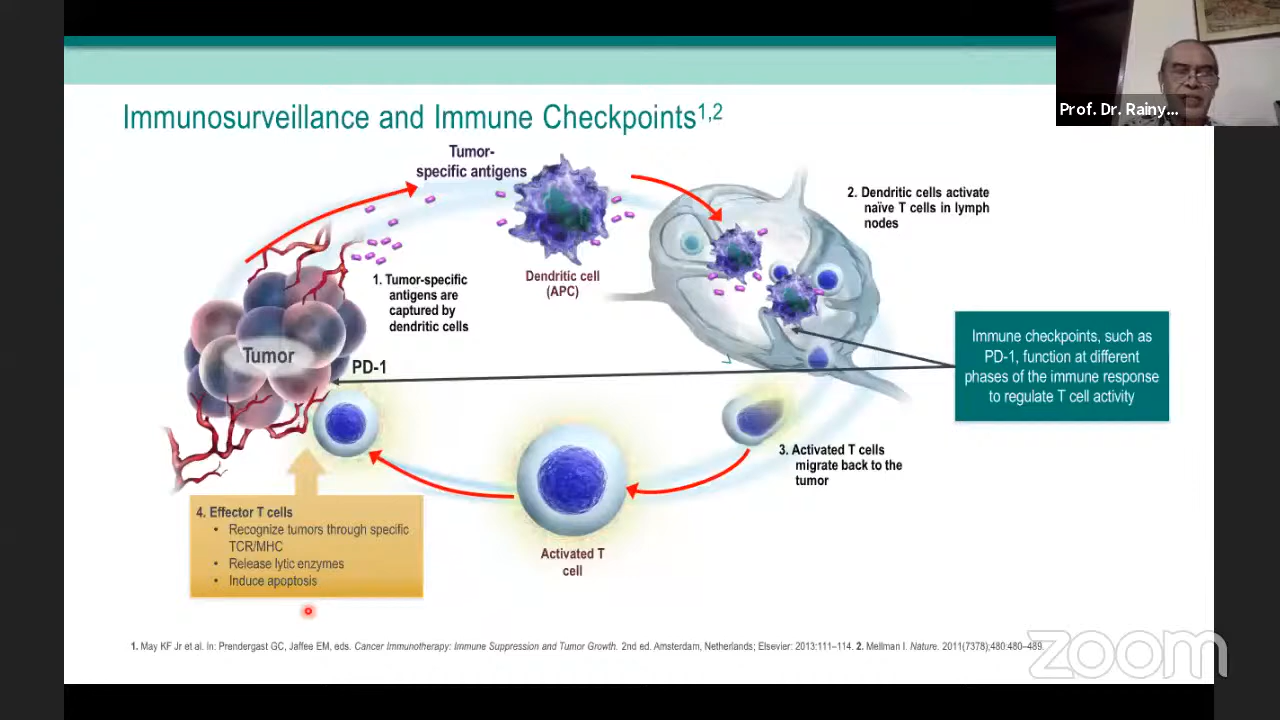 Prof. Dr. Rainy...
Immunosurveillance and Immune Checkpoints1,2
Tumor-
specific antigens
2. Dendritic cells activate
naïve T cells in lymph
nodes
Dendritic cell
(APC)
1. Tumor-specific
antigens are
captured by
dendritic cells
Immune checkpoints, such as
PD-1, function at different
phases of the immune response
to regulate T cell activity
Tumor
PD-1
3. Activated T cells
migrate back to the
tumor
4. Effector T cells
• Recognize tumors through specific
TCR/MHC
• Release lytic enzymes
• Induce apoptosis
Activated T
cell
1. May KF Jr et al. In: Prendergast GC, Jaffee EM, eds. Cancer Immunotherapy: Immune Suppression and Tumor Growth. 2nd ed. Amsterdam, Netherlands; Elsevier: 2013:111–114. 2. Mellman I. Nature. 2011(7378);480:480–489.
zoom